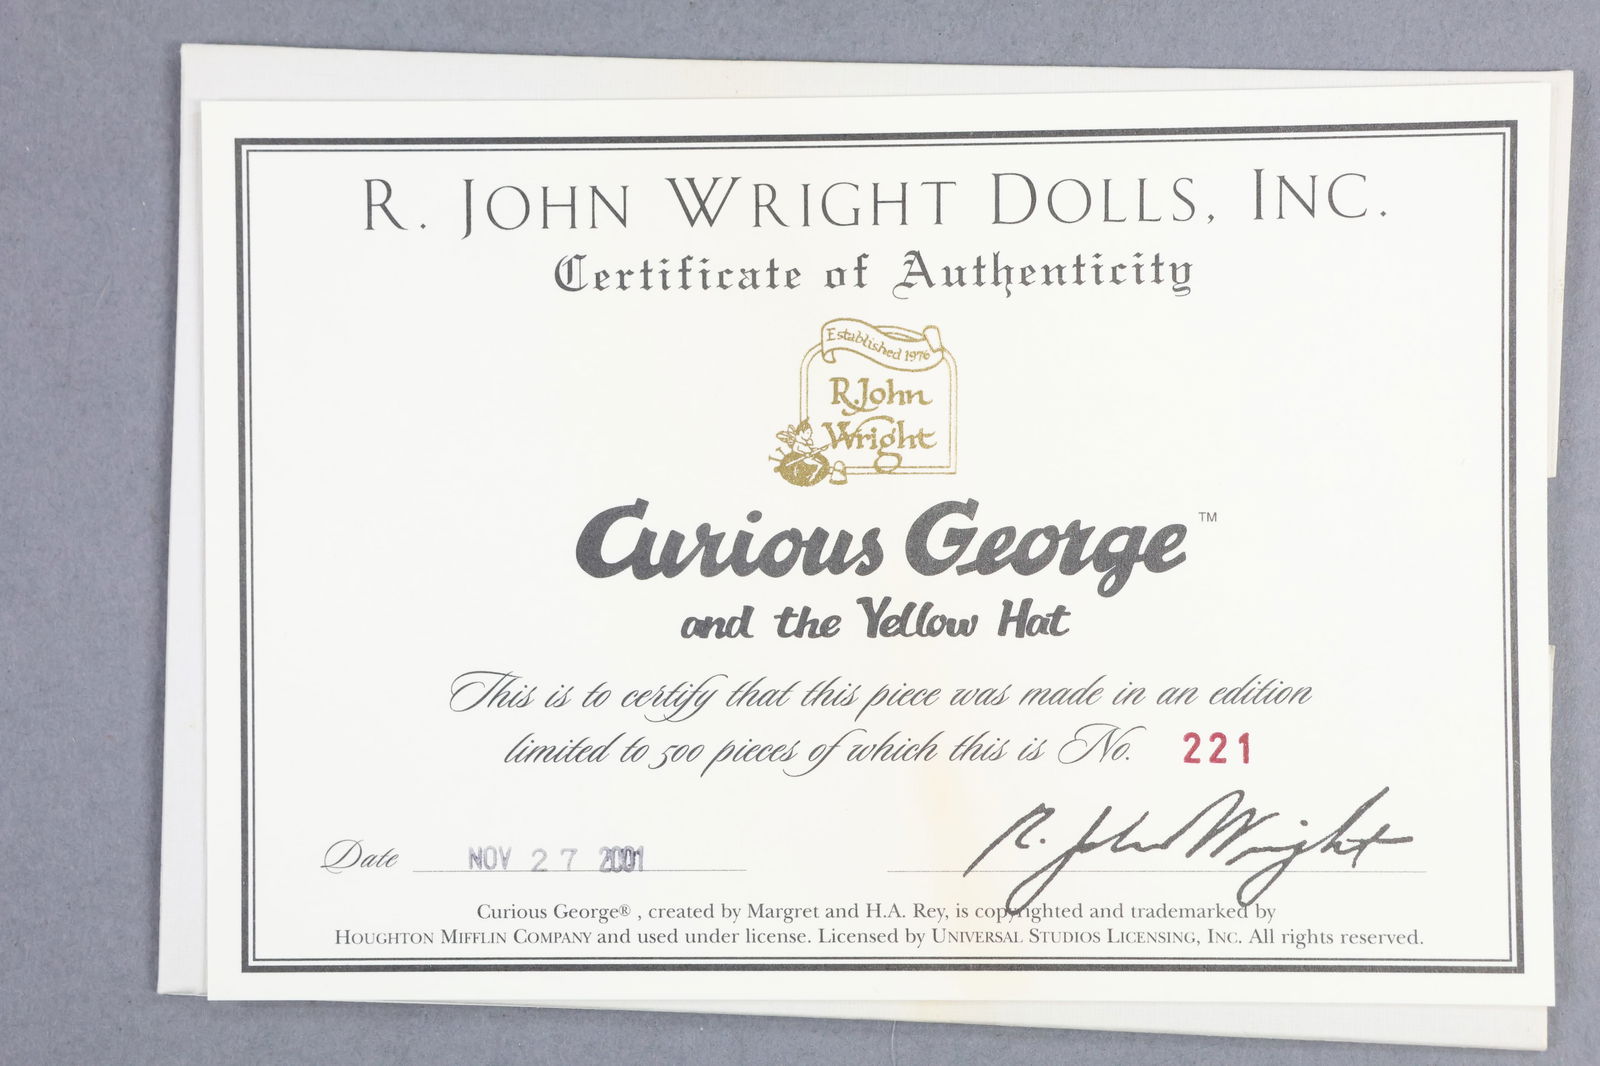 R. JOHN WRIGHT DOLLS, INC.
Certificate of Authenticity
Established 1976
R. John
Wright
Curious George™
and the Yellow Hat
This is to certify that this piece was made in an edition
limited to 500 pieces of which this is No. 221
Date NOV 27 2001
R. John Wright
Curious George® , created by Margret and H.A. Rey, is copyrighted and trademarked by
HOUGHTON MIFFLIN COMPANY and used under license. Licensed by UNIVERSAL STUDIOS LICENSING, INC. All rights reserved.